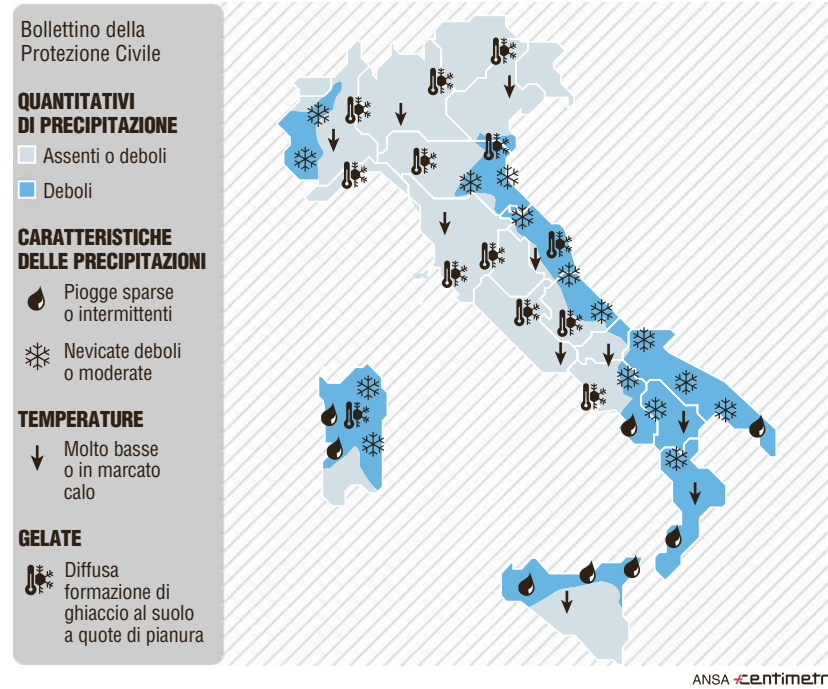 Bollettino della
Protezione Civile
QUANTITATIVI
DI PRECIPITAZIONE
Assenti o deboli
Deboli
CARATTERISTICHE
DELLE PRECIPITAZIONI
Piogge sparse
o intermittenti
Nevicate deboli
o moderate
TEMPERATURE
Molto basse
o in marcato
calo
GELATE
Diffusa
formazione di
ghiaccio al suolo
a quote di pianura
ANSA centimetr